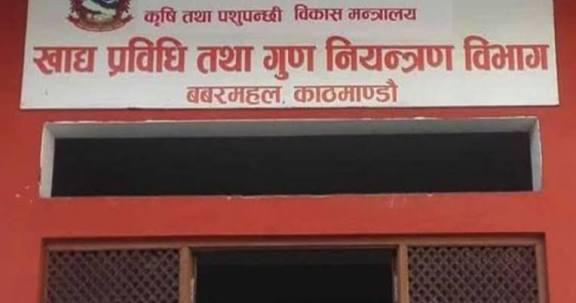 कृषि तथा पशुपन्छी विकास मन्त्रालय
खाद्य प्रविधि तथा गुण नियन्त्रण विभाग
बबरमहल, काठमाण्डौ